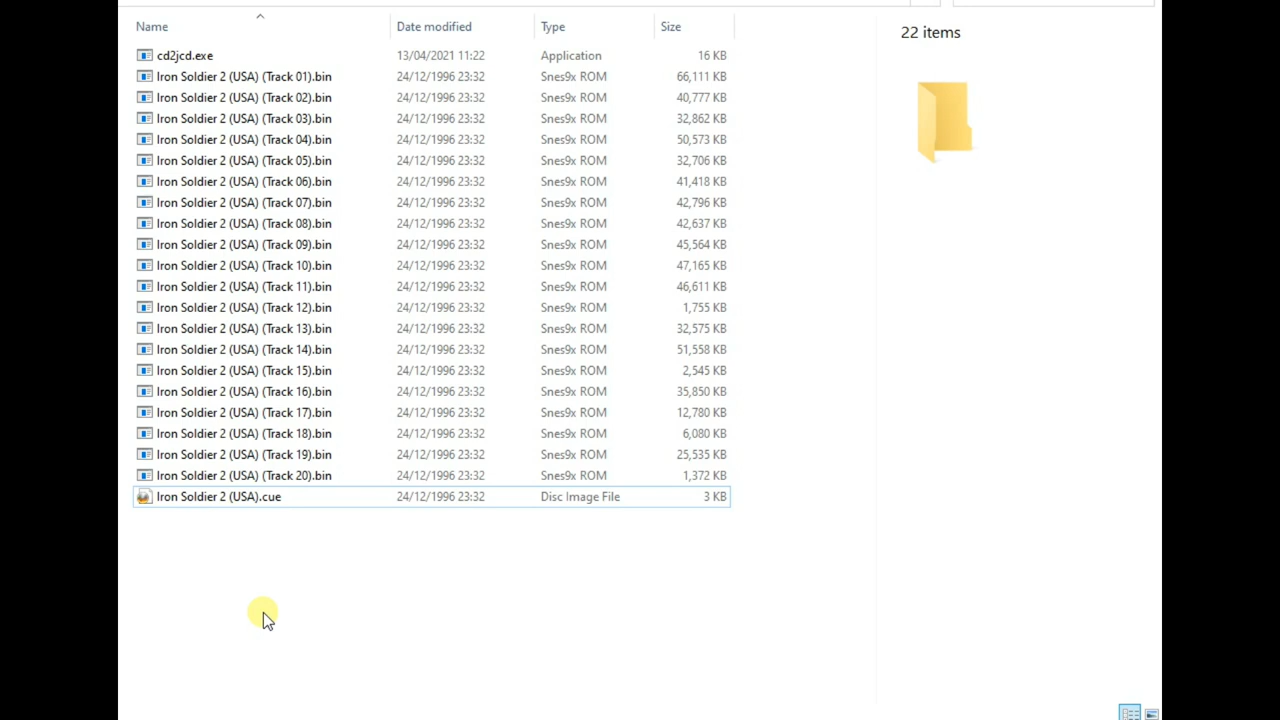 Name Date modified Type Size
22 items
cd2jcd.exe 13/04/2021 11:22 Application 16 KB
Iron Soldier 2 (USA) (Track 01).bin 24/12/1996 23:32 Snes9x ROM 66,111 KB
Iron Soldier 2 (USA) (Track 02).bin 24/12/1996 23:32 Snes9x ROM 40,777 KB
Iron Soldier 2 (USA) (Track 03).bin 24/12/1996 23:32 Snes9x ROM 32,862 KB
Iron Soldier 2 (USA) (Track 04).bin 24/12/1996 23:32 Snes9x ROM 50,573 KB
Iron Soldier 2 (USA) (Track 05).bin 24/12/1996 23:32 Snes9x ROM 32,706 KB
Iron Soldier 2 (USA) (Track 06).bin 24/12/1996 23:32 Snes9x ROM 41,418 KB
Iron Soldier 2 (USA) (Track 07).bin 24/12/1996 23:32 Snes9x ROM 42,796 KB
Iron Soldier 2 (USA) (Track 08).bin 24/12/1996 23:32 Snes9x ROM 42,637 KB
Iron Soldier 2 (USA) (Track 09).bin 24/12/1996 23:32 Snes9x ROM 45,564 KB
Iron Soldier 2 (USA) (Track 10).bin 24/12/1996 23:32 Snes9x ROM 47,165 KB
Iron Soldier 2 (USA) (Track 11).bin 24/12/1996 23:32 Snes9x ROM 46,611 KB
Iron Soldier 2 (USA) (Track 12).bin 24/12/1996 23:32 Snes9x ROM 1,755 KB
Iron Soldier 2 (USA) (Track 13).bin 24/12/1996 23:32 Snes9x ROM 32,575 KB
Iron Soldier 2 (USA) (Track 14).bin 24/12/1996 23:32 Snes9x ROM 51,558 KB
Iron Soldier 2 (USA) (Track 15).bin 24/12/1996 23:32 Snes9x ROM 2,545 KB
Iron Soldier 2 (USA) (Track 16).bin 24/12/1996 23:32 Snes9x ROM 35,850 KB
Iron Soldier 2 (USA) (Track 17).bin 24/12/1996 23:32 Snes9x ROM 12,780 KB
Iron Soldier 2 (USA) (Track 18).bin 24/12/1996 23:32 Snes9x ROM 6,080 KB
Iron Soldier 2 (USA) (Track 19).bin 24/12/1996 23:32 Snes9x ROM 25,535 KB
Iron Soldier 2 (USA) (Track 20).bin 24/12/1996 23:32 Snes9x ROM 1,372 KB
Iron Soldier 2 (USA).cue 24/12/1996 23:32 Disc Image File 3 KB